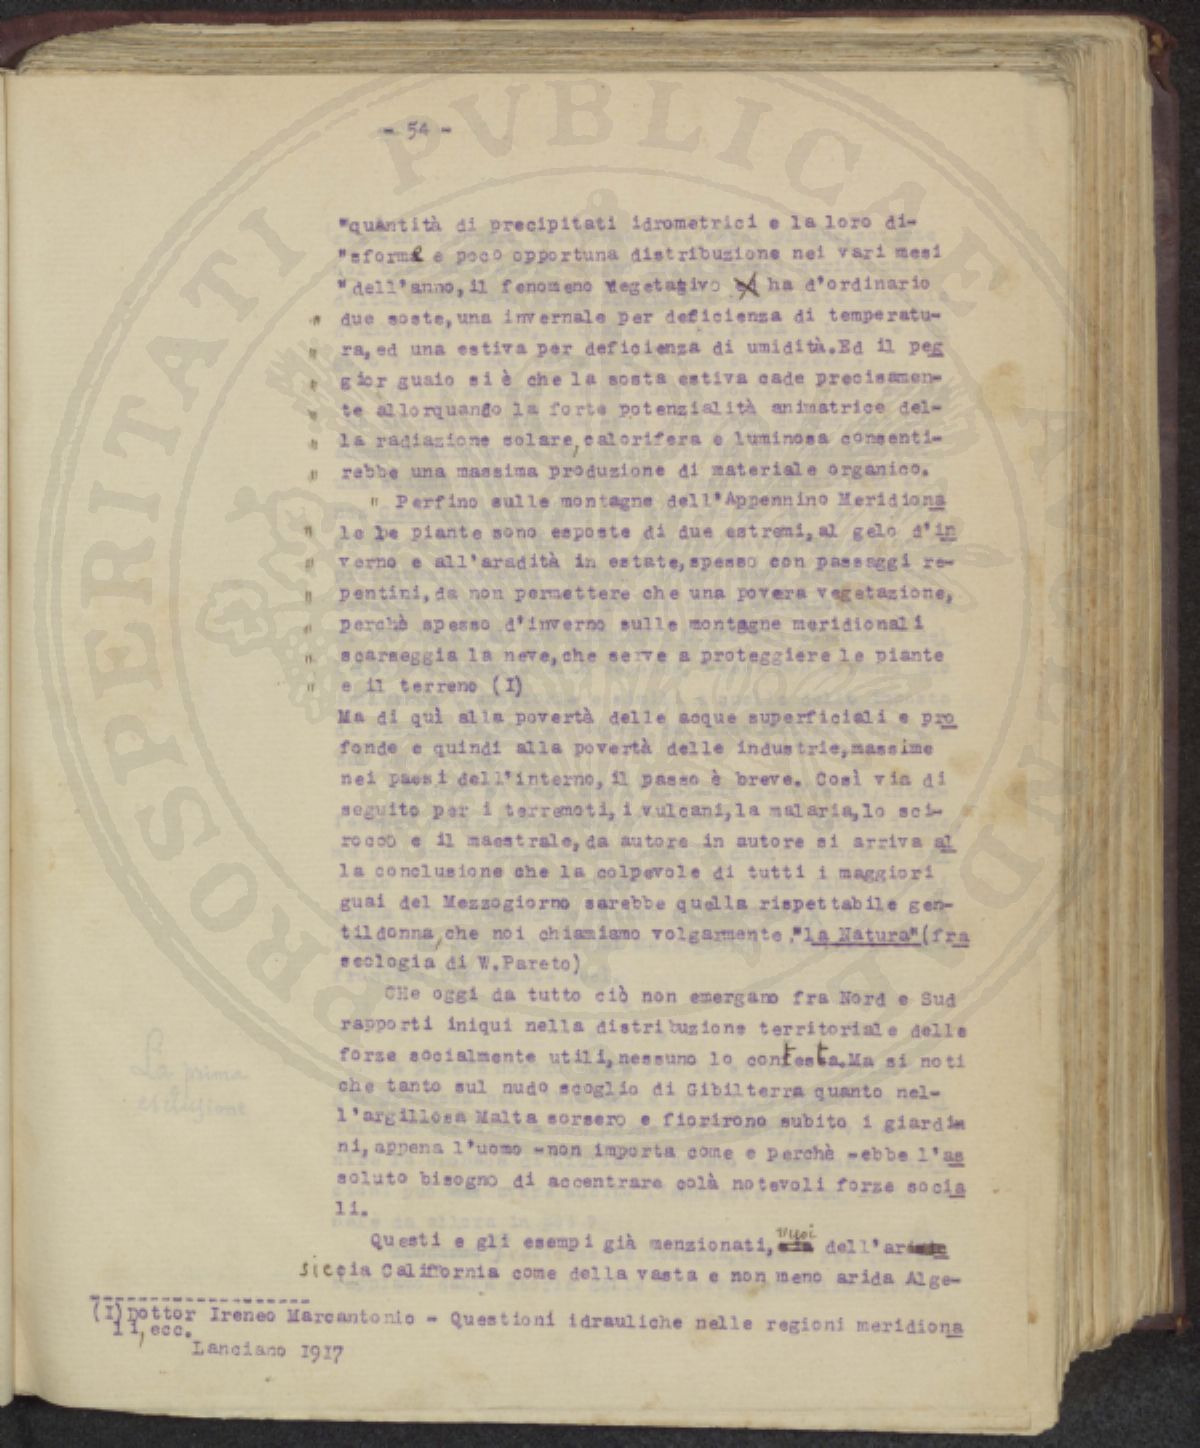 - 54 -
"quantità di precipitati idrometrici e la loro di-
"sforme e poco opportuna distribuzione nei vari mesi
"dell'anno, il fenomeno vegetativo ha d'ordinario
" due soste, una invernale per deficienza di temperatu-
" ra, ed una estiva per deficienza di umidità. Ed il peg
" gior guaio si è che la sosta estiva cade precisamen-
" te allorquando la forte potenzialità animatrice del-
" la radiazione solare, calorifera e luminosa consenti-
" rebbe una massima produzione di materiale organico.
" Perfino sulle montagne dell'Appennino Meridiona
" le le piante sono esposte di due estremi, al gelo d'in
" verno e all'aradità in estate, spesso con passaggi re-
" pentini, da non permettere che una povera vegetazione,
" perchè spesso d'inverno sulle montagne meridionali
" scarseggia la neve, che serve a proteggiere le piante
" e il terreno (I)
Ma di quì alla povertà delle acque superficiali e pro
fonde e quindi alla povertà delle industrie, massime
nei paesi dell'interno, il passo è breve. Così via di
seguito per i terremoti, i vulcani, la malaria, lo sci-
rocco e il maestrale, da autore in autore si arriva al
la conclusione che la colpevole di tutti i maggiori
guai del Mezzogiorno sarebbe quella rispettabile gen-
tildonna, che noi chiamiamo volgarmente "la Natura" (fra
seologia di W. Pareto)
CHe oggi da tutto ciò non emergano fra Nord e Sud
rapporti iniqui nella distribuzione territoriale delle
forze socialmente utili, nessuno lo contesta. Ma si noti
che tanto sul nudo scoglio di Gibilterra quanto nel-
l'argillosa Malta sorsero e fiorirono subito i giardi-
ni, appena l'uomo - non importa come e perchè - ebbe l'as
soluto bisogno di accentrare colà notevoli forze socia
li.
Questi e gli esempi già menzionati, dell'ar
siccia California come della vasta e non meno arida Alge-
La prima
eccezione
(I) Dottor Ireneo Marcantonio - Questioni idrauliche nelle regioni meridiona
li, ecc.
Lanciano 1917
PROSPERITATI PUBLICAE